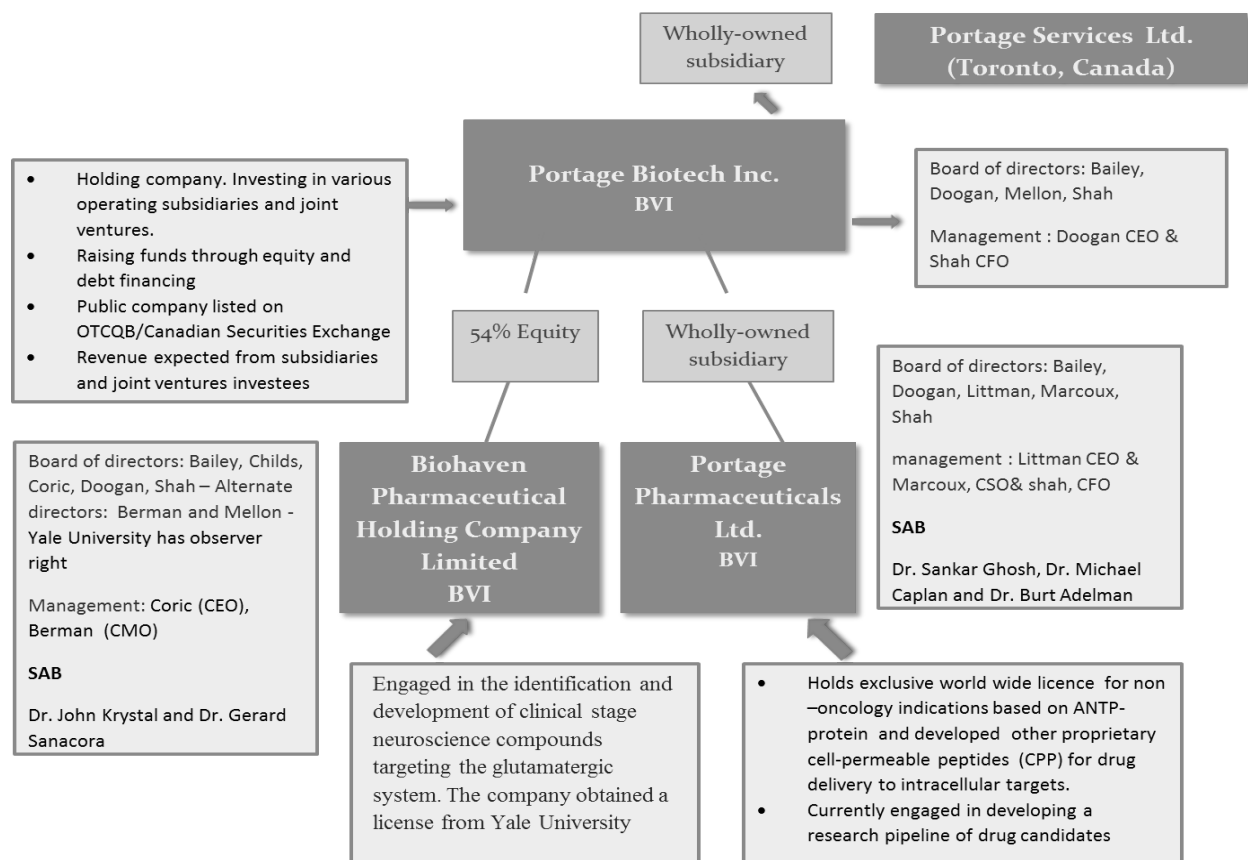 Wholly-owned
subsidiary
Portage Services Ltd.
(Toronto, Canada)
Portage Biotech Inc.
BVI
• Holding company. Investing in various
operating subsidiaries and joint
ventures.
• Raising funds through equity and
debt financing
• Public company listed on
OTCQB/Canadian Securities Exchange
• Revenue expected from subsidiaries
and joint ventures investees
Board of directors: Bailey,
Doogan, Mellon, Shah
Management : Doogan CEO &
Shah CFO
54% Equity
Wholly-owned
subsidiary
Board of directors: Bailey,
Doogan, Littman, Marcoux,
Shah
management : Littman CEO &
Marcoux, CSO& shah, CFO
SAB
Dr. Sankar Ghosh, Dr. Michael
Caplan and Dr. Burt Adelman
Board of directors: Bailey, Childs,
Coric, Doogan, Shah – Alternate
directors: Berman and Mellon -
Yale University has observer
right
Management: Coric (CEO),
Berman (CMO)
SAB
Dr. John Krystal and Dr. Gerard
Sanacora
Biohaven
Pharmaceutical
Holding Company
Limited
BVI
Portage
Pharmaceuticals
Ltd.
BVI
Engaged in the identification and
development of clinical stage
neuroscience compounds
targeting the glutamatergic
system. The company obtained a
license from Yale University
• Holds exclusive world wide licence for non
–oncology indications based on ANTP-
protein and developed other proprietary
cell-permeable peptides (CPP) for drug
delivery to intracellular targets.
• Currently engaged in developing a
research pipeline of drug candidates